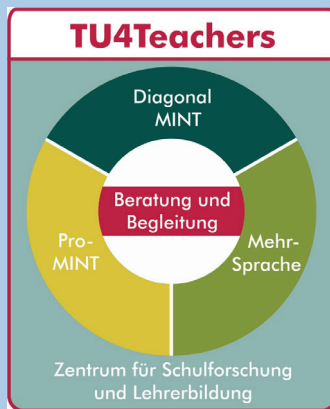 TU4Teachers
Diagonal
MINT
Beratung und
Begleitung
Pro-
MINT
Mehr-
Sprache
Zentrum für Schulforschung
und Lehrerbildung